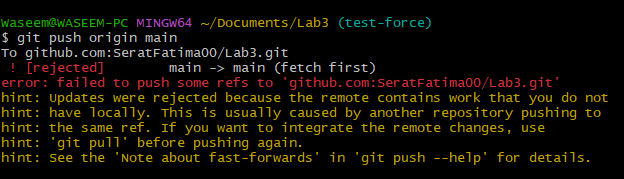 Waseem@WASEEM-PC MINGW64 ~/Documents/Lab3 (test-force)
$ git push origin main
To github.com:SeratFatima00/Lab3.git
 ! [rejected]        main -> main (fetch first)
error: failed to push some refs to 'github.com:SeratFatima00/Lab3.git'
hint: Updates were rejected because the remote contains work that you do not
hint: have locally. This is usually caused by another repository pushing to
hint: the same ref. If you want to integrate the remote changes, use
hint: 'git pull' before pushing again.
hint: See the 'Note about fast-forwards' in 'git push --help' for details.